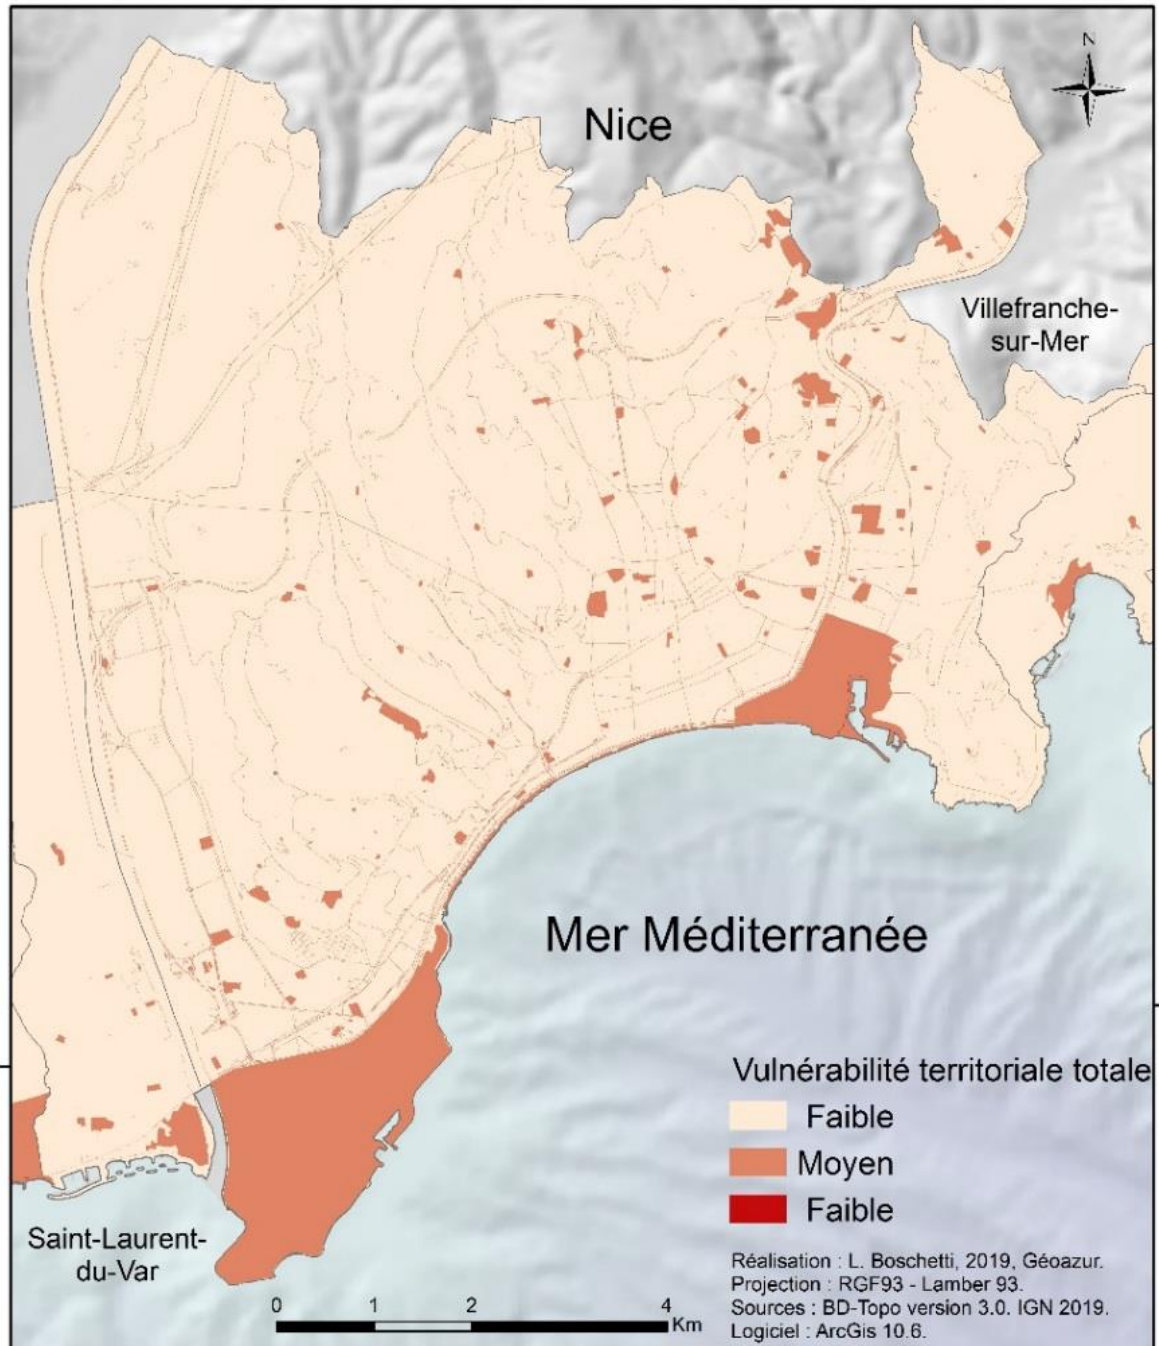 N
Nice
Villefranche-
sur-Mer
Mer Méditerranée
Vulnérabilité territoriale totale
Faible
Moyen
Faible
Saint-Laurent-
du-Var
Réalisation : L. Boschetti, 2019, Géoazur.
Projection : RGF93 - Lamber 93.
Sources : BD-Topo version 3.0. IGN 2019.
Logiciel : ArcGis 10.6.
0 1 2 4
Km